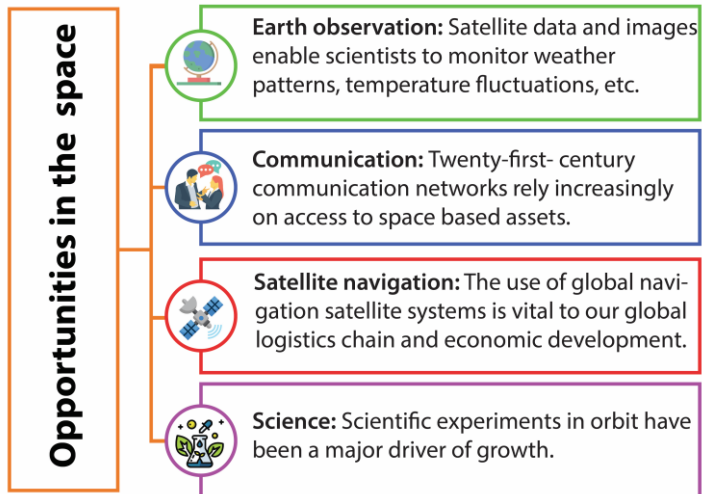 Opportunities in the space
Earth observation: Satellite data and images
enable scientists to monitor weather
patterns, temperature fluctuations, etc.
Communication: Twenty-first- century
communication networks rely increasingly
on access to space based assets.
Satellite navigation: The use of global navi-
gation satellite systems is vital to our global
logistics chain and economic development.
Science: Scientific experiments in orbit have
been a major driver of growth.